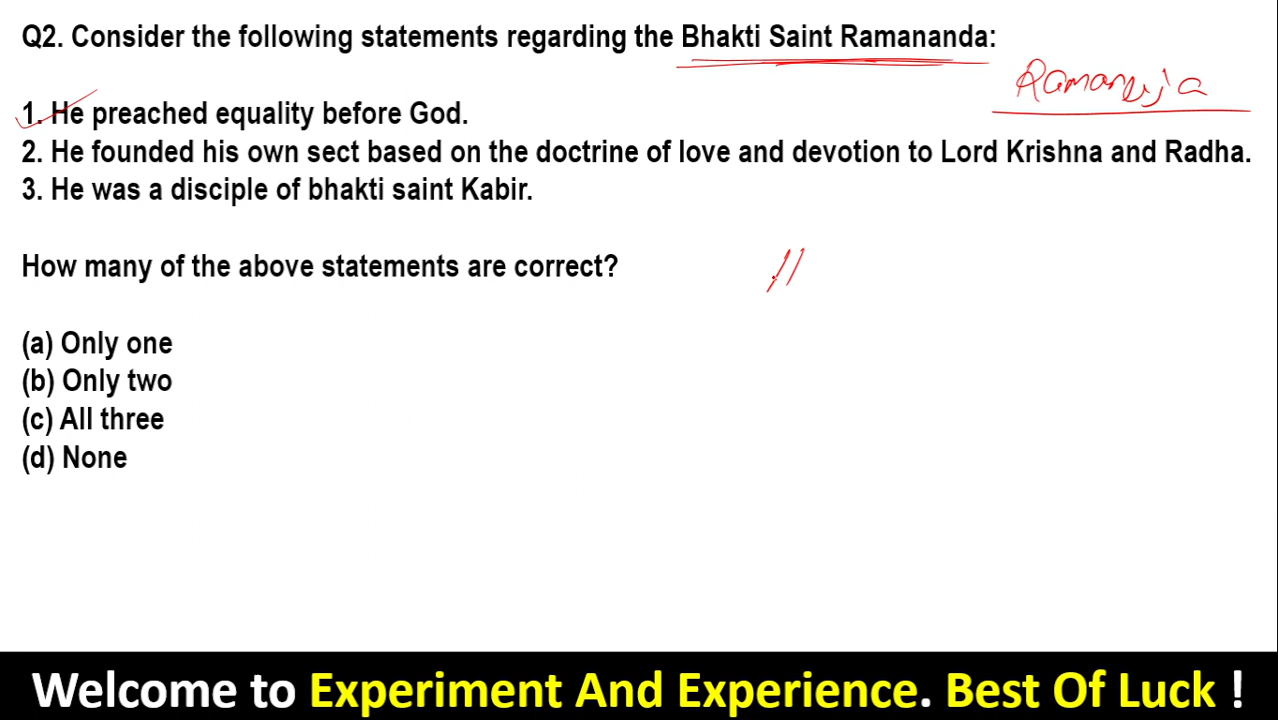 Q2. Consider the following statements regarding the Bhakti Saint Ramananda:
Ramanuja
1. He preached equality before God.
2. He founded his own sect based on the doctrine of love and devotion to Lord Krishna and Radha.
3. He was a disciple of bhakti saint Kabir.
How many of the above statements are correct?
(a) Only one
(b) Only two
(c) All three
(d) None
Welcome to Experiment And Experience. Best Of Luck !